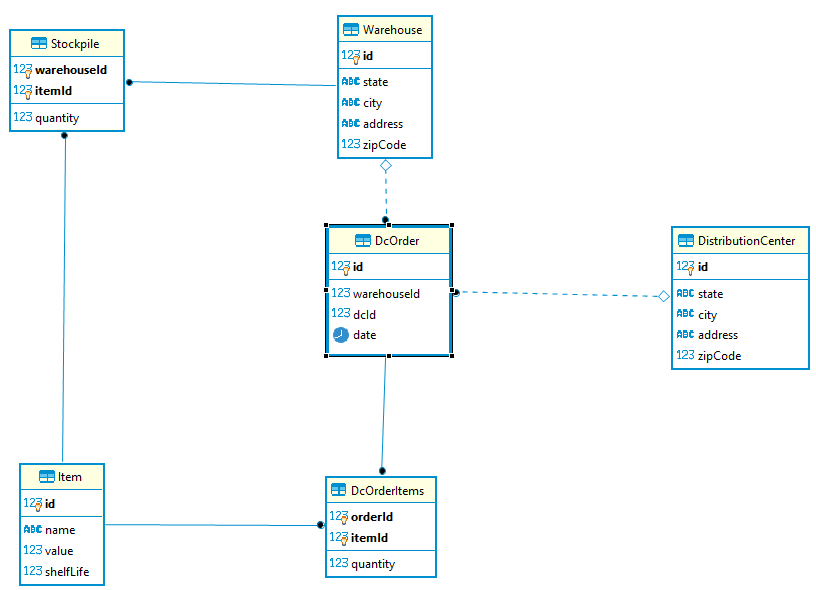 Stockpile
123 warehouseId
123 itemId
123 quantity
Warehouse
123 id
ABC state
ABC city
ABC address
123 zipCode
DcOrder
123 id
123 warehouseId
123 dcId
date
DistributionCenter
123 id
ABC state
ABC city
ABC address
123 zipCode
Item
123 id
ABC name
123 value
123 shelfLife
DcOrderItems
123 orderId
123 itemId
123 quantity